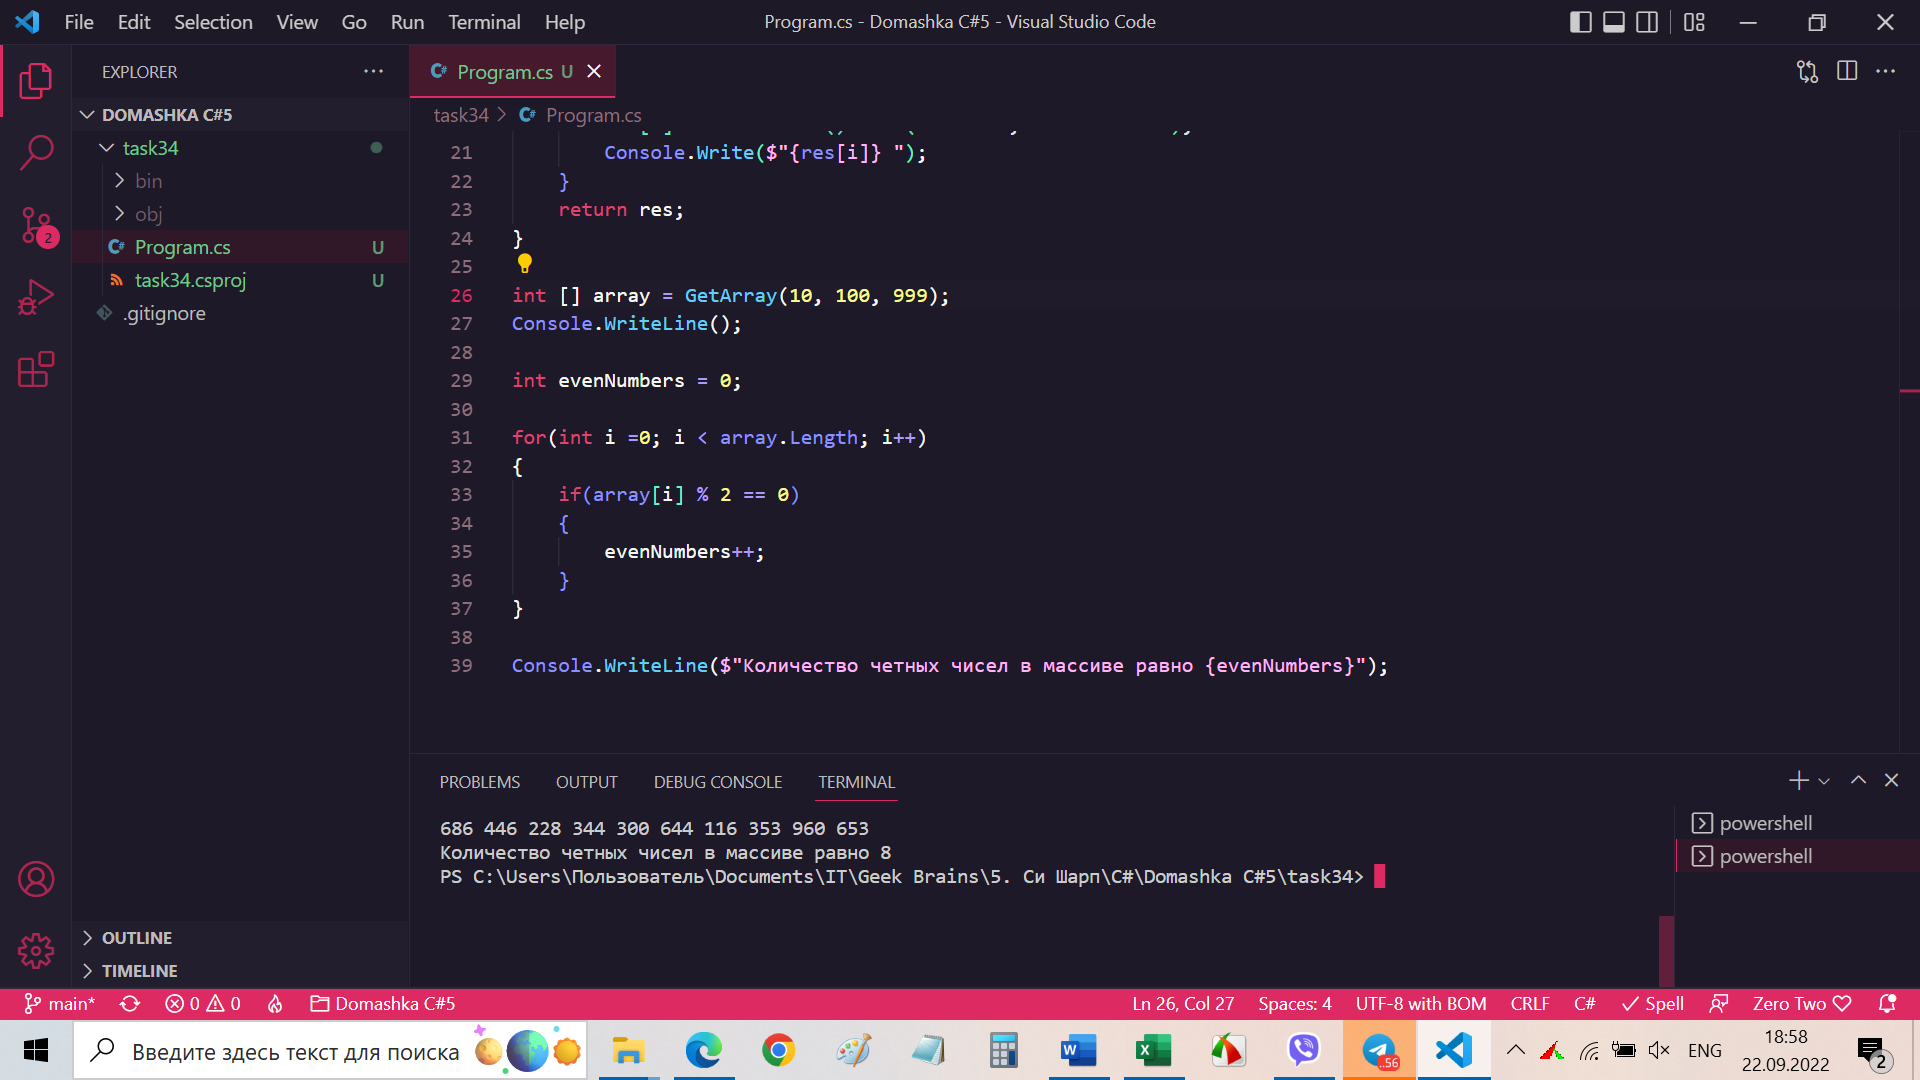 File Edit Selection View Go Run Terminal Help
Program.cs - Domashka C#5 - Visual Studio Code
EXPLORER
DOMASHKA C#5
task34
bin
obj
Program.cs U
task34.csproj U
.gitignore
OUTLINE
TIMELINE
Program.cs U
task34 > Program.cs
21 Console.Write($"{res[i]} ");
22 }
23 return res;
24 }
25
26 int [] array = GetArray(10, 100, 999);
27 Console.WriteLine();
28
29 int evenNumbers = 0;
30
31 for(int i =0; i < array.Length; i++)
32 {
33 if(array[i] % 2 == 0)
34 {
35 evenNumbers++;
36 }
37 }
38
39 Console.WriteLine($"Количество четных чисел в массиве равно {evenNumbers}");
PROBLEMS OUTPUT DEBUG CONSOLE TERMINAL
686 446 228 344 300 644 116 353 960 653
Количество четных чисел в массиве равно 8
PS C:\Users\Пользователь\Documents\IT\Geek Brains\5. Си Шарп\C#\Domashka C#5\task34>
powershell
powershell
2
main* 0 0 Domashka C#5 Ln 26, Col 27 Spaces: 4 UTF-8 with BOM CRLF C# Spell Zero Two
Введите здесь текст для поиска
..56
ENG
18:58
22.09.2022
2